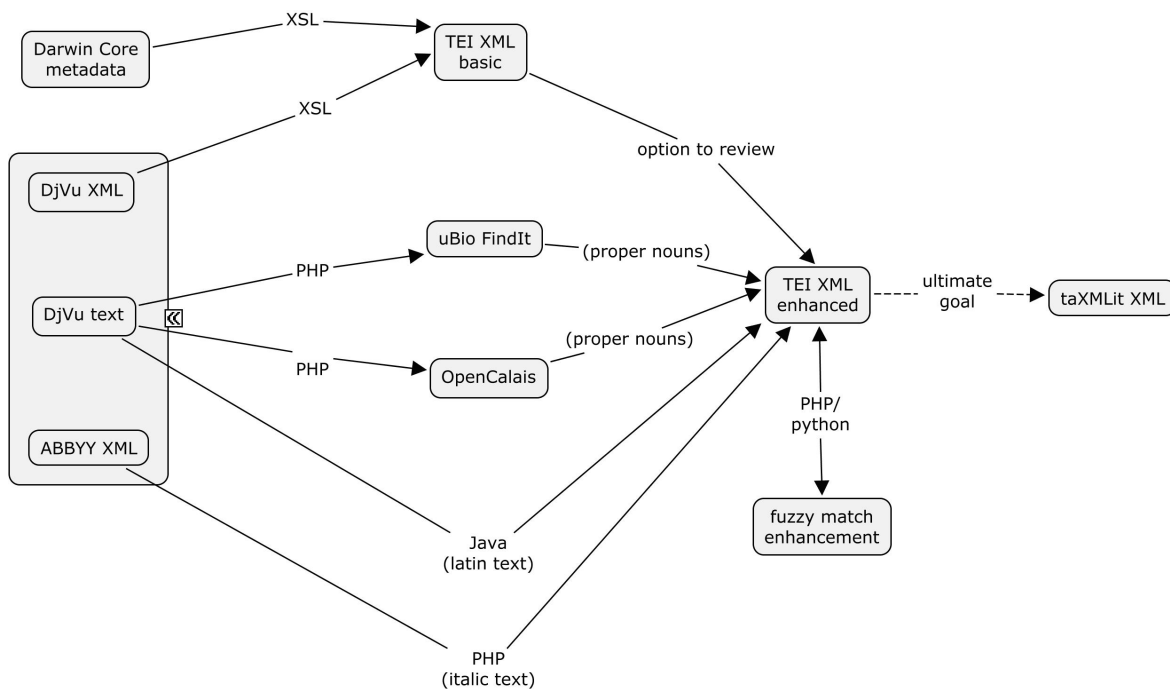 XSL
Darwin Core
metadata
TEI XML
basic
XSL
option to review
DjVu XML
uBio FindIt
(proper nouns)
PHP
TEI XML
enhanced
ultimate
goal
taXMLit XML
DjVu text
(proper nouns)
PHP
OpenCalais
PHP/
python
ABBYY XML
fuzzy match
enhancement
Java
(latin text)
PHP
(italic text)